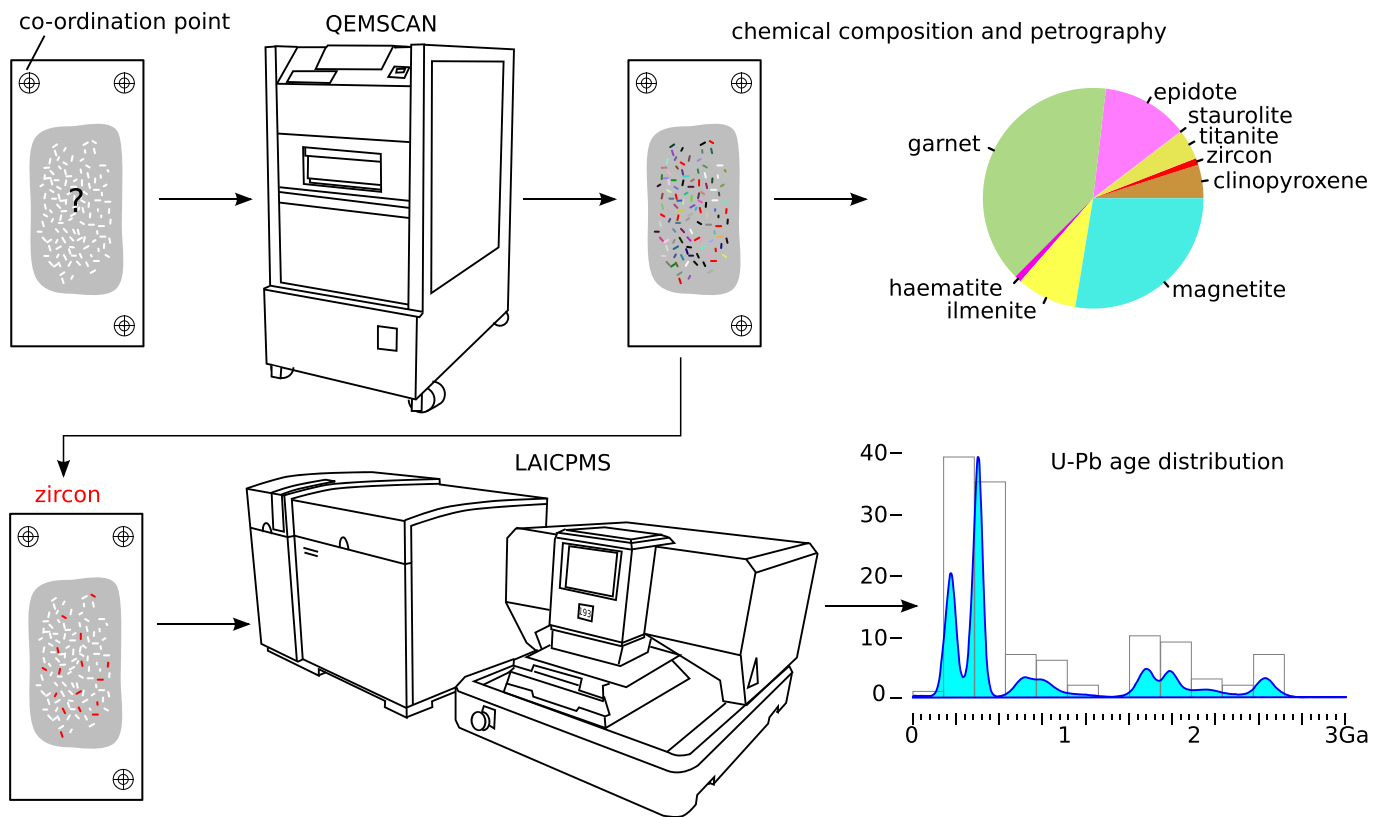 co-ordination point
QEMSCAN
chemical composition and petrography
?
epidote
staurolite
titanite
zircon
clinopyroxene
garnet
haematite
ilmenite
magnetite
zircon
LAICPMS
193
U-Pb age distribution
40
30
20
10
0
0 1 2 3Ga